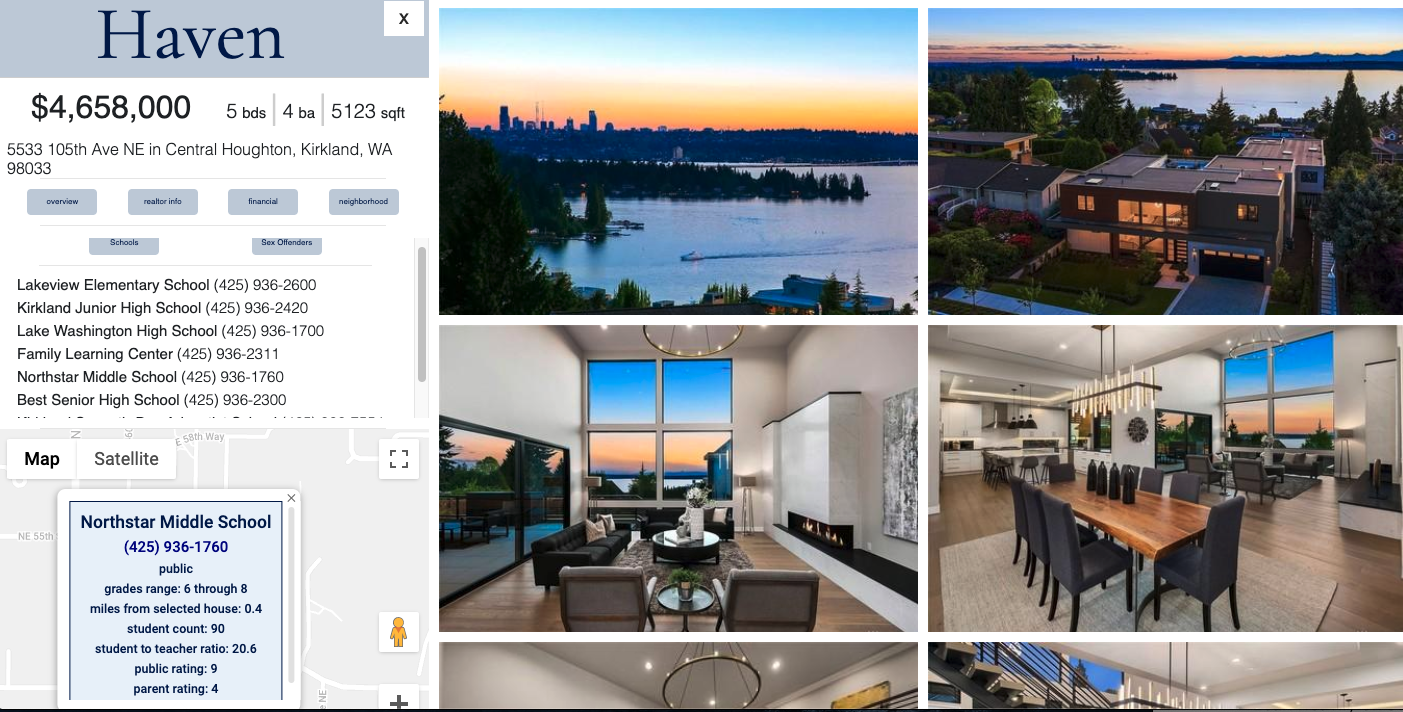 Haven
X
$4,658,000
5 bds 4 ba 5123 sqft
5533 105th Ave NE in Central Houghton, Kirkland, WA
98033
overview
realtor info
financial
neighborhood
Schools
Sex Offenders
Lakeview Elementary School (425) 936-2600
Kirkland Junior High School (425) 936-2420
Lake Washington High School (425) 936-1700
Family Learning Center (425) 936-2311
Northstar Middle School (425) 936-1760
Best Senior High School (425) 936-2300
E 58th Way
Map
Satellite
NE 55th
Northstar Middle School
(425) 936-1760
public
grades range: 6 through 8
miles from selected house: 0.4
student count: 90
student to teacher ratio: 20.6
public rating: 9
parent rating: 4